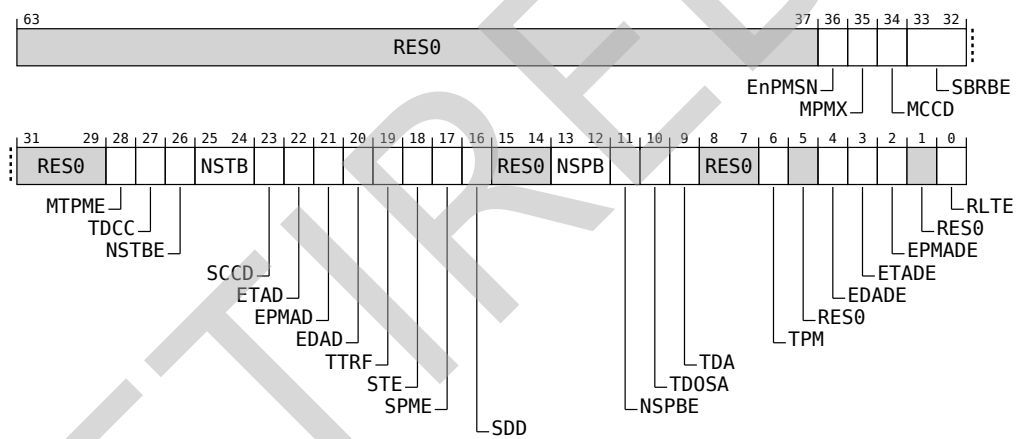 63 37 36 35 34 33 32
RES0
EnPMSN SBRBE
MPMX MCCD
31 29 28 27 26 25 24 23 22 21 20 19 18 17 16 15 14 13 12 11 10 9 8 7 6 5 4 3 2 1 0
RES0 NSTB RES0 NSPB RES0
MTPME RLTE
TDCC RES0
NSTBE EPMADE
SCCD ETADE
ETAD EDADE
EPMAD RES0
EDAD TPM
TTRF TDA
STE TDOSA
SPME NSPBE
SDD